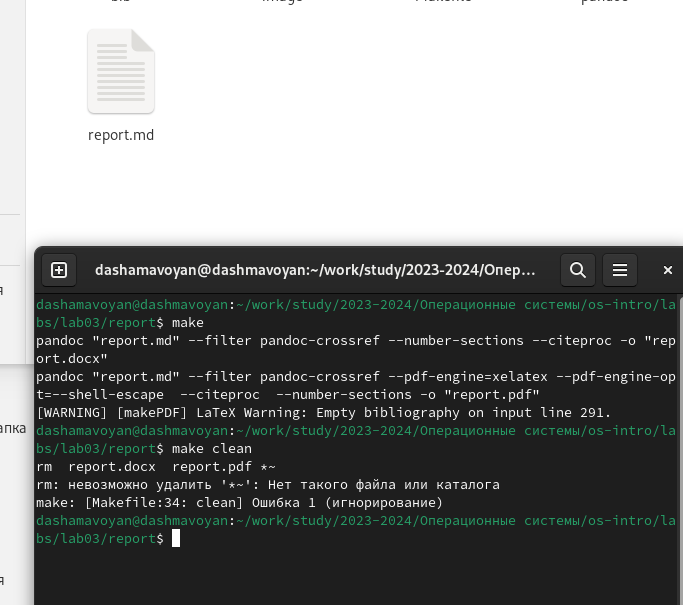 report.md
dashamavoyan@dashmavoyan:~/work/study/2023-2024/Опер...
dashamavoyan@dashmavoyan:~/work/study/2023-2024/Операционные системы/os-intro/la
bs/lab03/report$ make
pandoc "report.md" --filter pandoc-crossref --number-sections --citeproc -o "rep
ort.docx"
pandoc "report.md" --filter pandoc-crossref --pdf-engine=xelatex --pdf-engine-op
t=--shell-escape  --citeproc  --number-sections -o "report.pdf"
[WARNING] [makePDF] LaTeX Warning: Empty bibliography on input line 291.
dashamavoyan@dashmavoyan:~/work/study/2023-2024/Операционные системы/os-intro/la
bs/lab03/report$ make clean
rm  report.docx  report.pdf *~
rm: невозможно удалить '*~': Нет такого файла или каталога
make: [Makefile:34: clean] Ошибка 1 (игнорирование)
dashamavoyan@dashmavoyan:~/work/study/2023-2024/Операционные системы/os-intro/la
bs/lab03/report$